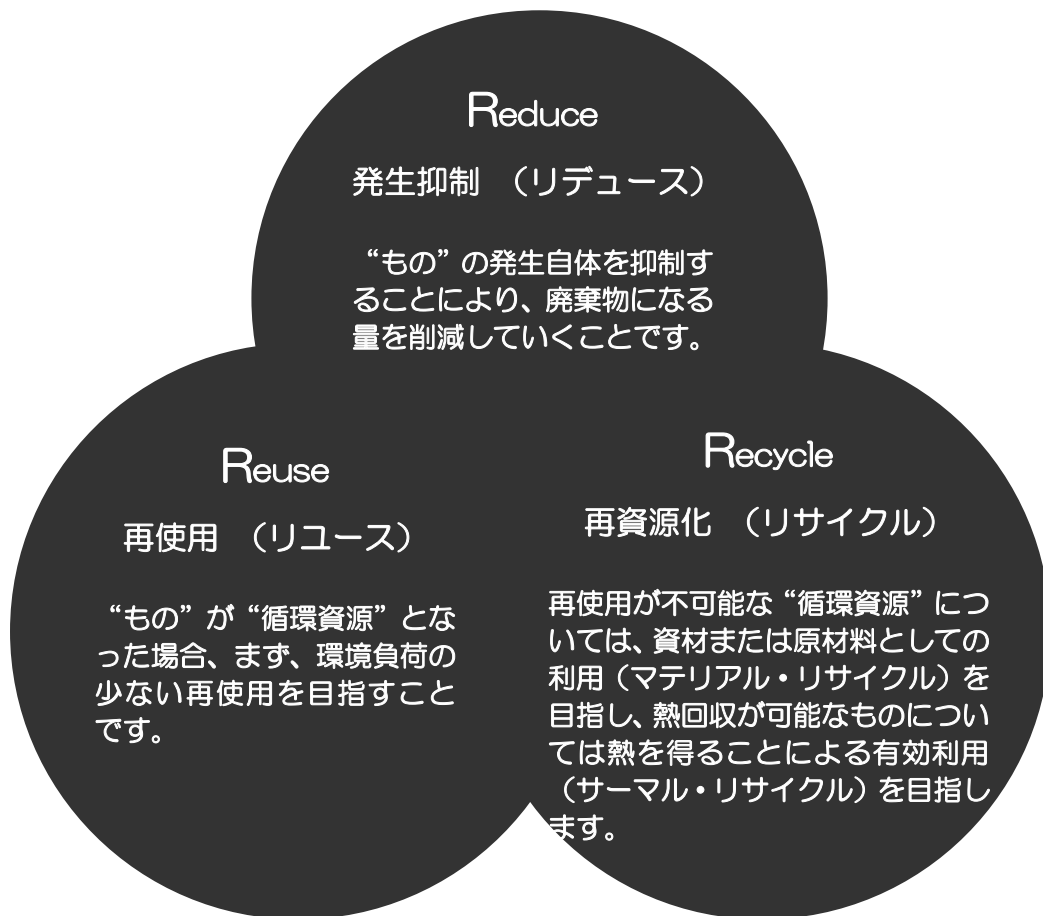 Reduce
発生抑制 （リデュース）
“もの”の発生自体を抑制す
ることにより、廃棄物になる
量を削減していくことです。
Reuse
再使用 （リユース）
“もの”が“循環資源”とな
った場合、まず、環境負荷の
少ない再使用を目指すこと
です。
Recycle
再資源化 （リサイクル）
再使用が不可能な“循環資源”につ
いては、資材または原材料としての
利用（マテリアル・リサイクル）を
目指し、熱回収が可能なものについ
ては熱を得ることによる有効利用
（サーマル・リサイクル）を目指し
ます。